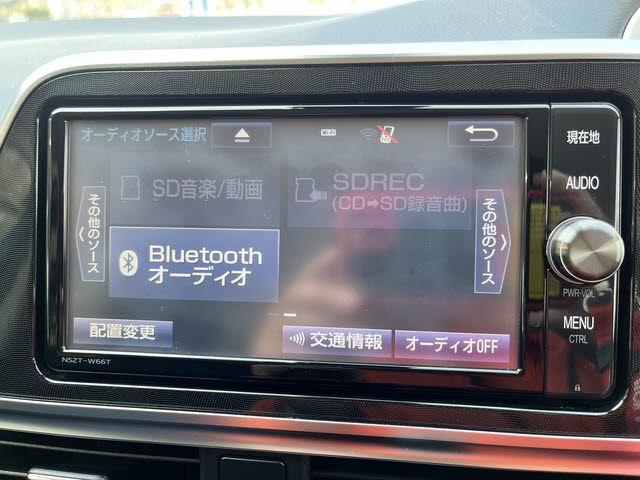 オーディオソース選択
Wi-Fi
現在地
SD音楽/動画
SDREC
(CD➡SD録音曲)
AUDIO
その他のソース
その他のソース
Bluetooth
オーディオ
PWR-VOL
配置変更
交通情報
オーディオOFF
MENU
CTRL
NSZT-W66T